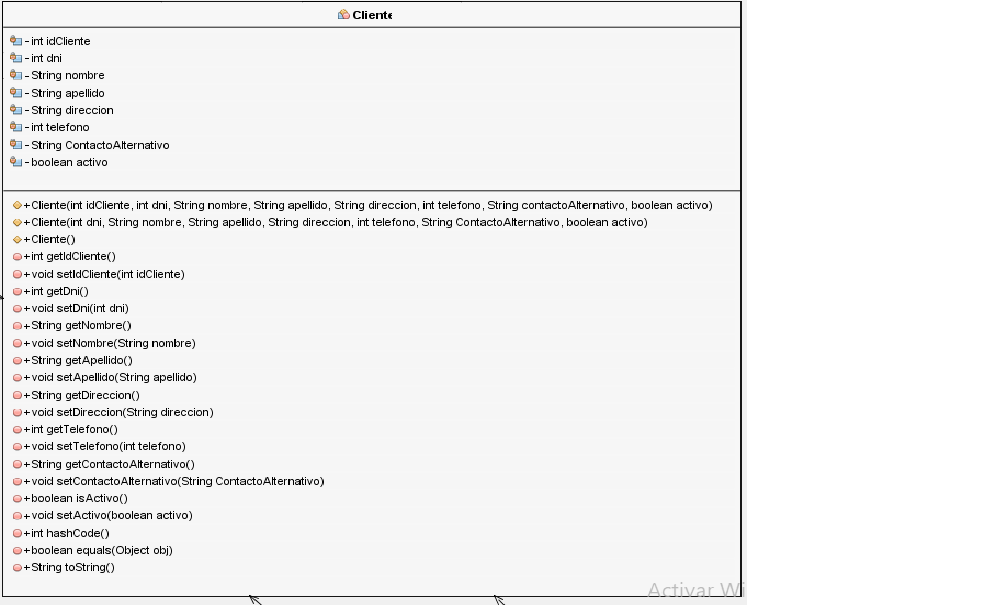 Cliente
- int idCliente
- int dni
- String nombre
- String apellido
- String direccion
- int telefono
- String ContactoAlternativo
- boolean activo
+ Cliente(int idCliente, int dni, String nombre, String apellido, String direccion, int telefono, String contactoAlternativo, boolean activo)
+ Cliente(int dni, String nombre, String apellido, String direccion, int telefono, String ContactoAlternativo, boolean activo)
+ Cliente()
+ int getIdCliente()
+ void setIdCliente(int idCliente)
+ int getDni()
+ void setDni(int dni)
+ String getNombre()
+ void setNombre(String nombre)
+ String getApellido()
+ void setApellido(String apellido)
+ String getDireccion()
+ void setDireccion(String direccion)
+ int getTelefono()
+ void setTelefono(int telefono)
+ String getContactoAlternativo()
+ void setContactoAlternativo(String ContactoAlternativo)
+ boolean isActivo()
+ void setActivo(boolean activo)
+ int hashCode()
+ boolean equals(Object obj)
+ String toString()
Activar Wi